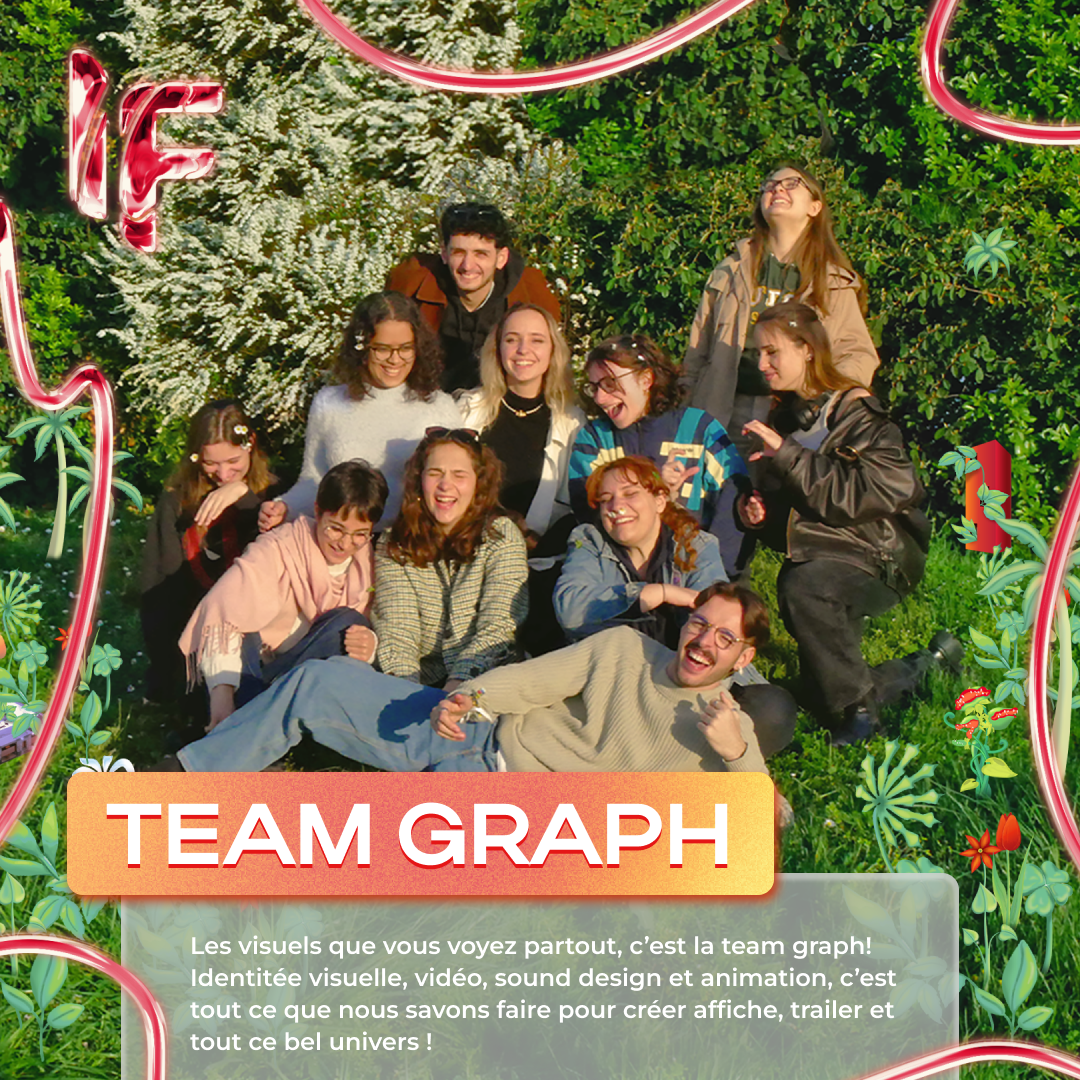 IF
TEAM GRAPH
Les visuels que vous voyez partout, c’est la team graph!
Identitée visuelle, vidéo, sound design et animation, c’est
tout ce que nous savons faire pour créer affiche, trailer et
tout ce bel univers !